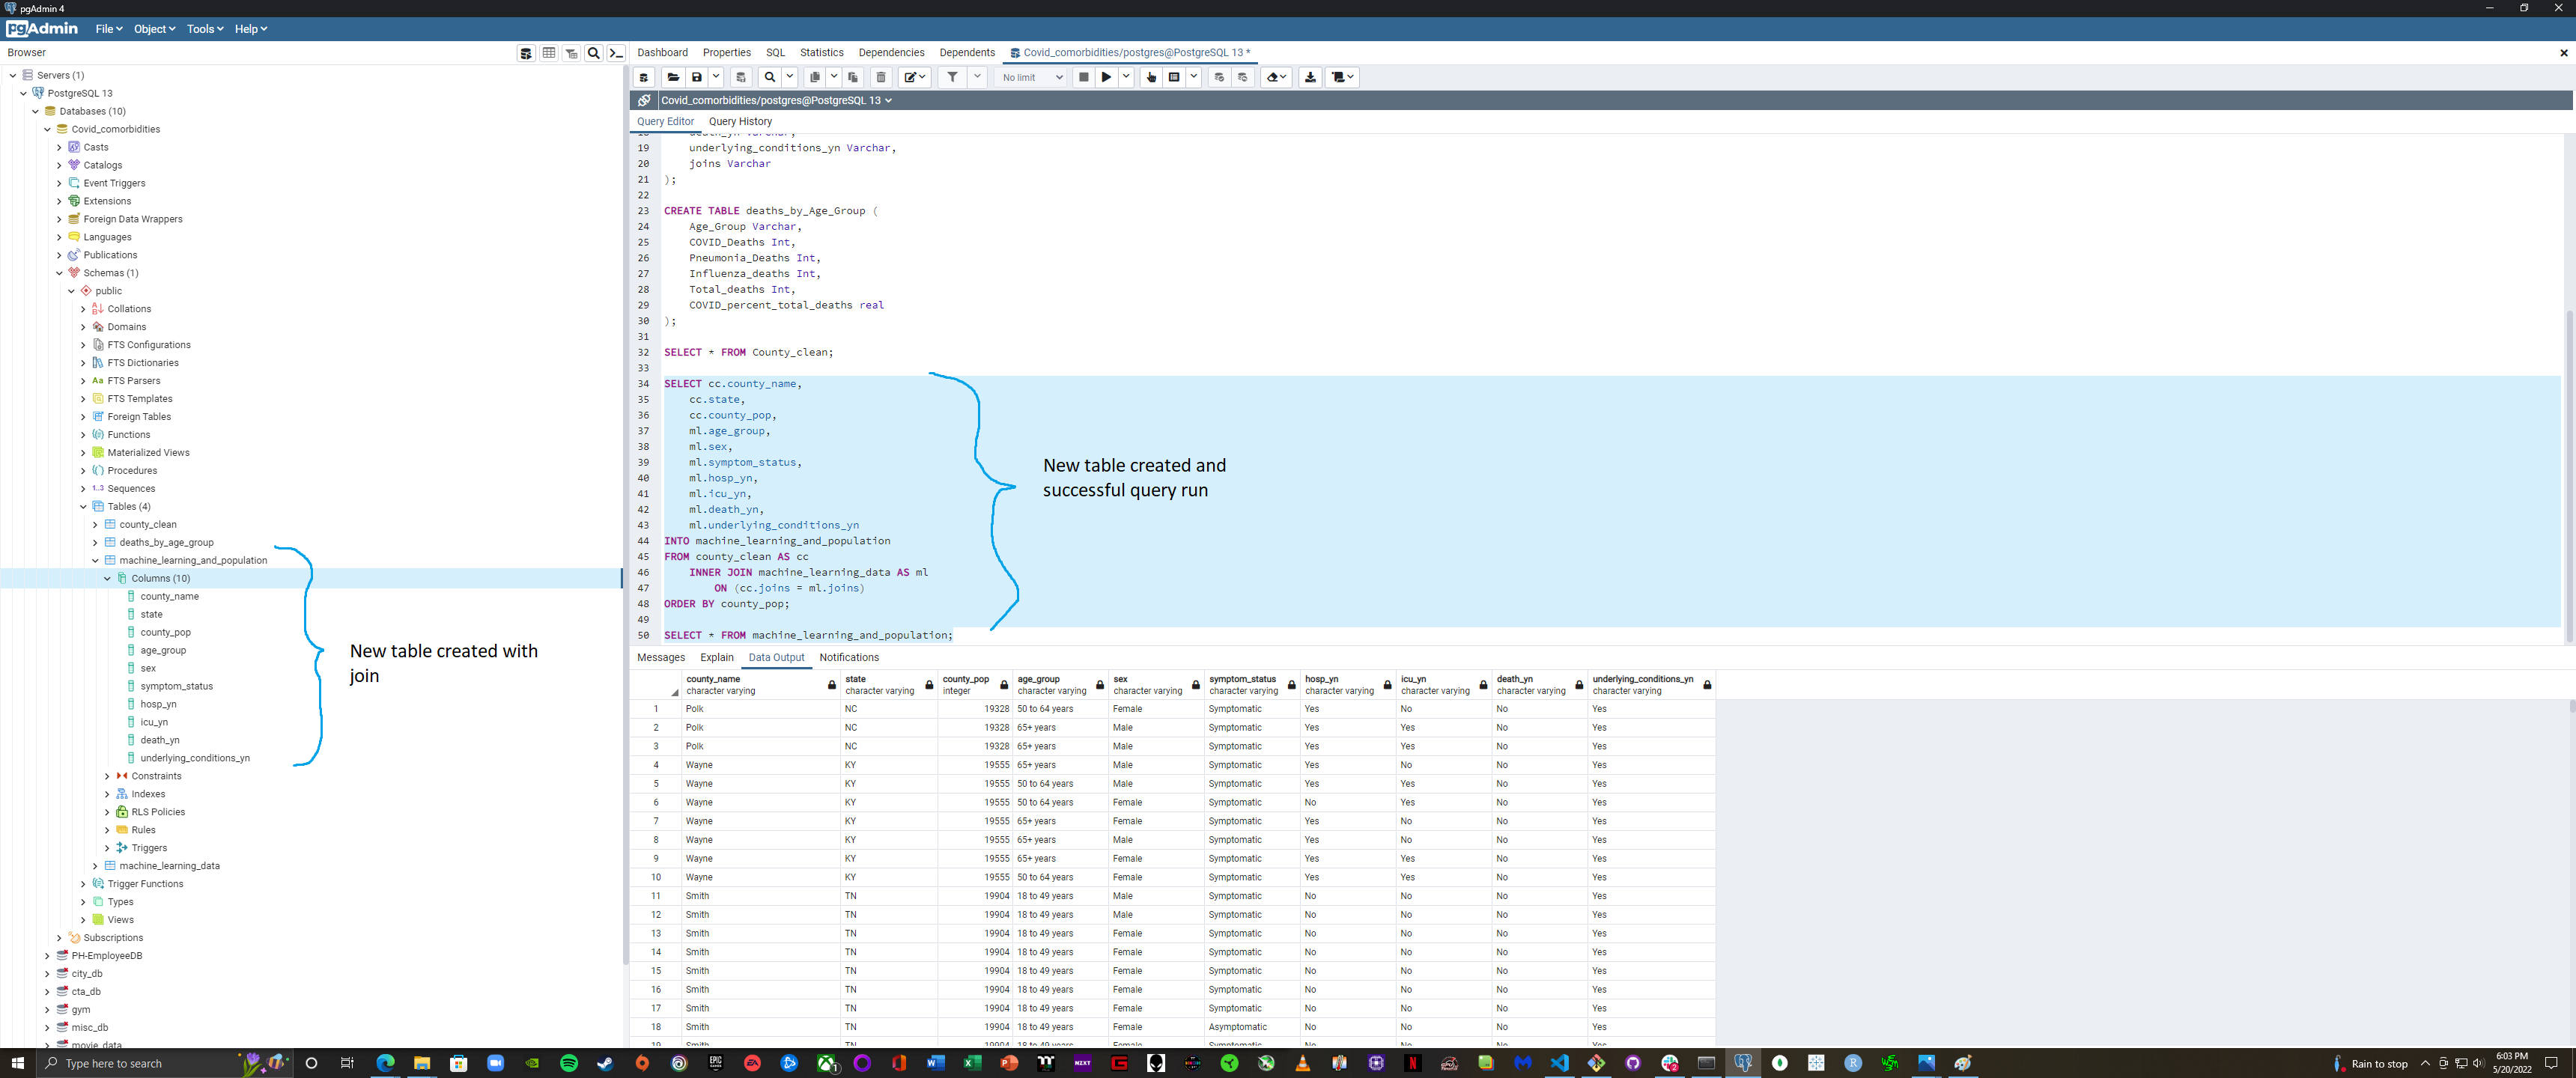 pgAdmin 4
pgAdmin File Object Tools Help
Browser
Dashboard Properties SQL Statistics Dependencies Dependents Covid_comorbidities/postgres@PostgreSQL 13 *
No limit
Covid_comorbidities/postgres@PostgreSQL 13
Query Editor Query History
Servers (1)
PostgreSQL 13
Databases (10)
Covid_comorbidities
Casts
Catalogs
Event Triggers
Extensions
Foreign Data Wrappers
Languages
Publications
Schemas (1)
public
Collations
Domains
FTS Configurations
FTS Dictionaries
FTS Parsers
FTS Templates
Foreign Tables
Functions
Materialized Views
Procedures
1..3 Sequences
Tables (4)
county_clean
deaths_by_age_group
machine_learning_and_population
Columns (10)
county_name
state
county_pop
age_group
sex
symptom_status
hosp_yn
icu_yn
death_yn
underlying_conditions_yn
Constraints
Indexes
RLS Policies
Rules
Triggers
machine_learning_data
Trigger Functions
Types
Views
Subscriptions
PH-EmployeeDB
city_db
cta_db
gym
misc_db
movie_data
New table created with
join
18 death_yn Varchar,
19 underlying_conditions_yn Varchar,
20 joins Varchar
21 );
22
23 CREATE TABLE deaths_by_Age_Group (
24 Age_Group Varchar,
25 COVID_Deaths Int,
26 Pneumonia_Deaths Int,
27 Influenza_deaths Int,
28 Total_deaths Int,
29 COVID_percent_total_deaths real
30 );
31
32 SELECT * FROM County_clean;
33
34 SELECT cc.county_name,
35 cc.state,
36 cc.county_pop,
37 ml.age_group,
38 ml.sex,
39 ml.symptom_status,
40 ml.hosp_yn,
41 ml.icu_yn,
42 ml.death_yn,
43 ml.underlying_conditions_yn
44 INTO machine_learning_and_population
45 FROM county_clean AS cc
46 INNER JOIN machine_learning_data AS ml
47 ON (cc.joins = ml.joins)
48 ORDER BY county_pop;
49
50 SELECT * FROM machine_learning_and_population;
New table created and
successful query run
Messages Explain Data Output Notifications
county_name state county_pop age_group sex symptom_status hosp_yn icu_yn death_yn underlying_conditions_yn
character varying character varying integer character varying character varying character varying character varying character varying character varying character varying
1 Polk NC 19328 50 to 64 years Female Symptomatic Yes No No Yes
2 Polk NC 19328 65+ years Male Symptomatic Yes Yes No Yes
3 Polk NC 19328 65+ years Male Symptomatic Yes Yes No Yes
4 Wayne KY 19555 65+ years Male Symptomatic Yes No No Yes
5 Wayne KY 19555 50 to 64 years Male Symptomatic Yes Yes No Yes
6 Wayne KY 19555 50 to 64 years Female Symptomatic No Yes No Yes
7 Wayne KY 19555 65+ years Female Symptomatic Yes No No Yes
8 Wayne KY 19555 65+ years Male Symptomatic Yes No No Yes
9 Wayne KY 19555 65+ years Female Symptomatic Yes Yes No Yes
10 Wayne KY 19555 50 to 64 years Female Symptomatic Yes Yes No Yes
11 Smith TN 19904 18 to 49 years Male Symptomatic No No No Yes
12 Smith TN 19904 18 to 49 years Male Symptomatic No No No Yes
13 Smith TN 19904 18 to 49 years Female Symptomatic No No No Yes
14 Smith TN 19904 18 to 49 years Female Symptomatic No No No Yes
15 Smith TN 19904 18 to 49 years Female Symptomatic No No No Yes
16 Smith TN 19904 18 to 49 years Female Symptomatic No No No Yes
17 Smith TN 19904 18 to 49 years Female Symptomatic No No No Yes
18 Smith TN 19904 18 to 49 years Female Asymptomatic No No No Yes
19 Smith TN 19904 18 to 49 years Female Symptomatic No No No Yes
Type here to search
Rain to stop
6:03 PM
5/20/2022